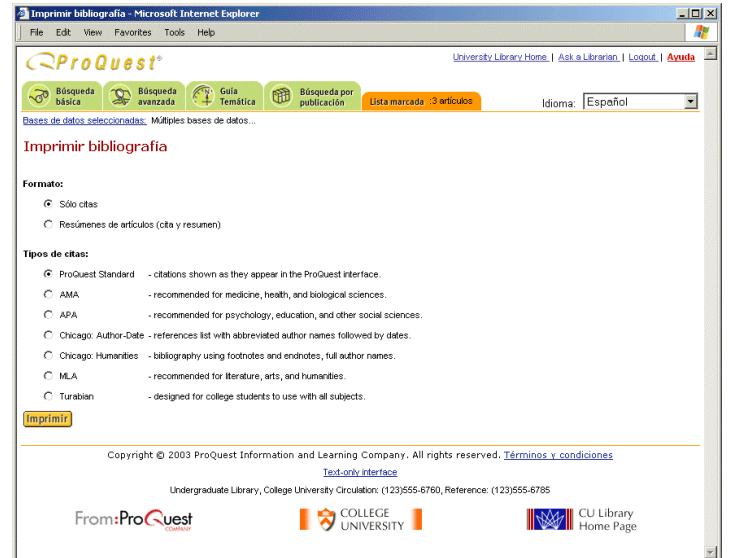 Imprimir bibliografía - Microsoft Internet Explorer
File Edit View Favorites Tools Help
ProQuest®
University Library Home | Ask a Librarian | Logout | Ayuda
Búsqueda básica
Búsqueda avanzada
Guía Temática
Búsqueda por publicación
Lista marcada :3 artículos
Idioma: Español
Bases de datos seleccionadas: Múltiples bases de datos...
Imprimir bibliografía
Formato:
Sólo citas
Resúmenes de artículos (cita y resumen)
Tipos de citas:
ProQuest Standard - citations shown as they appear in the ProQuest interface.
AMA - recommended for medicine, health, and biological sciences.
APA - recommended for psychology, education, and other social sciences.
Chicago: Author-Date - references list with abbreviated author names followed by dates.
Chicago: Humanities - bibliography using footnotes and endnotes, full author names.
MLA - recommended for literature, arts, and humanities.
Turabian - designed for college students to use with all subjects.
Imprimir
Copyright © 2003 ProQuest Information and Learning Company. All rights reserved. Términos y condiciones
Text-only interface
Undergraduate Library, College University Circulation: (123)555-6760, Reference: (123)555-6785
From:ProQuest
COMPANY
COLLEGE
UNIVERSITY
CU Library
Home Page